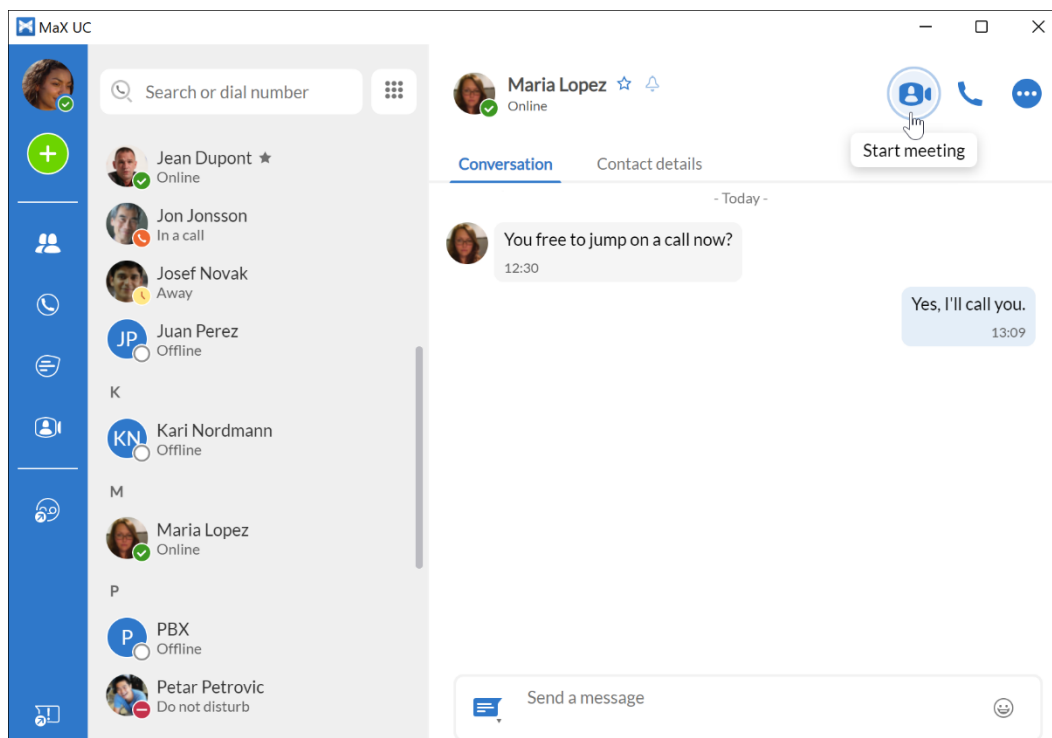 MaX UC
Search or dial number
Jean Dupont
Online
Jon Jonsson
In a call
Josef Novak
Away
JP
Juan Perez
Offline
K
KN
Kari Nordmann
Offline
M
Maria Lopez
Online
P
P
PBX
Offline
Petar Petrovic
Do not disturb
Maria Lopez
Online
Start meeting
Conversation
Contact details
- Today -
You free to jump on a call now?
12:30
Yes, I'll call you.
13:09
Send a message